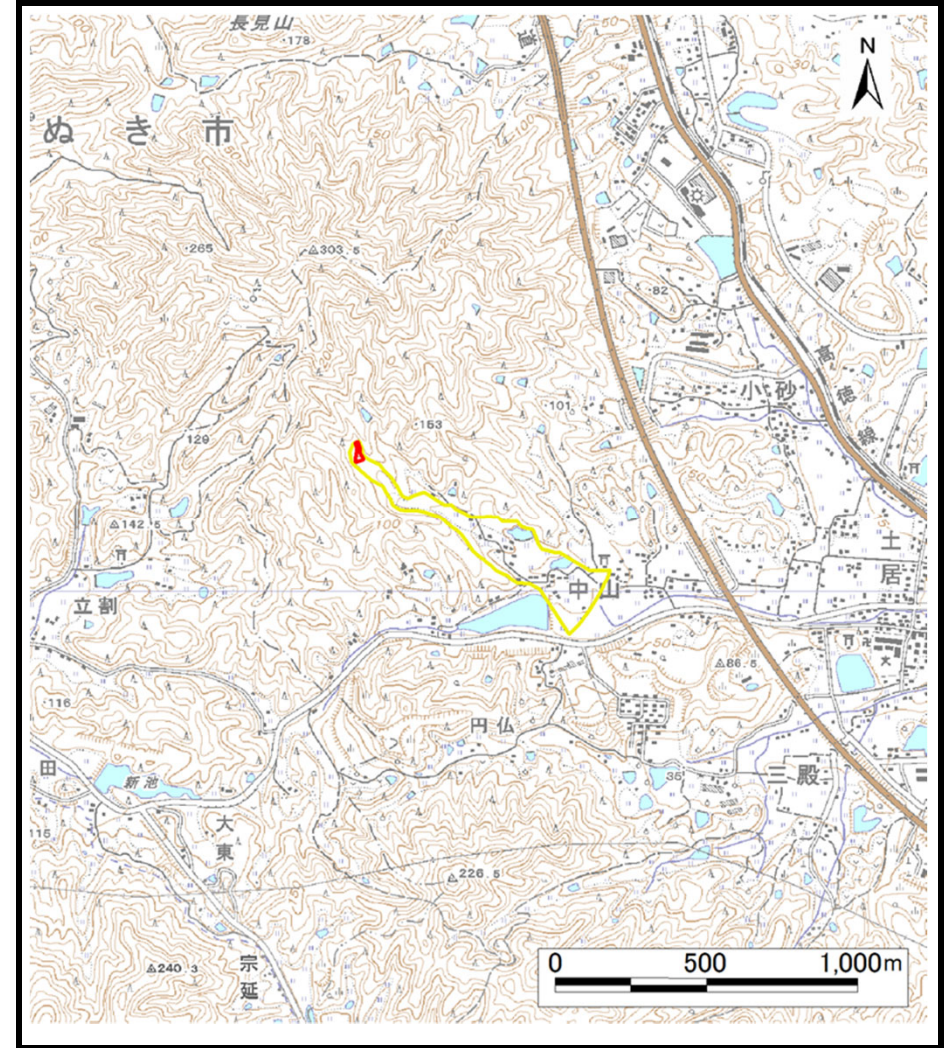 長見山
・178
道
N
ぬき市
・265
△303.5
・82
小砂
高徳線
101
・153
129
△142.5
100
立割
中山
土居
△86.5
・116
円仏
35
三殿
田
新池
大東
115
△226.5
△240.3
宗延
0 500 1,000m